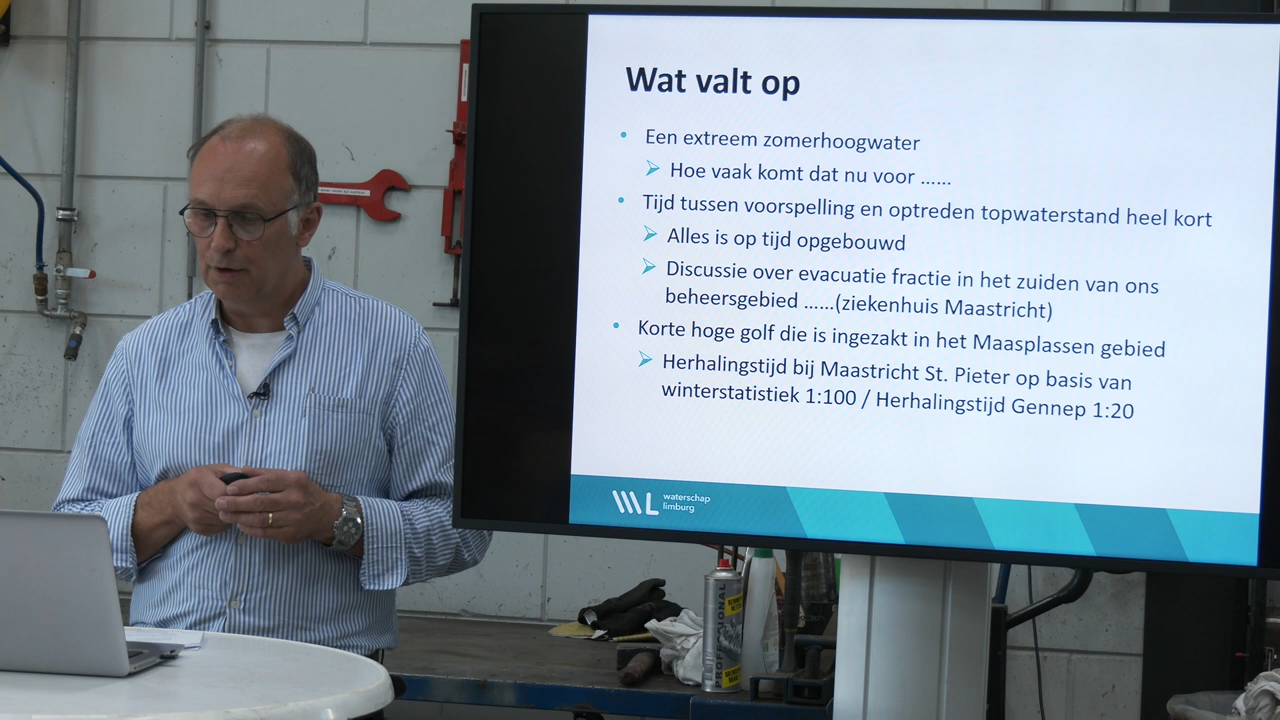 Wat valt op
Een extreem zomerhoogwater
Hoe vaak komt dat nu voor ......
Tijd tussen voorspelling en optreden topwaterstand heel kort
Alles is op tijd opgebouwd
Discussie over evacuatie fractie in het zuiden van ons
beheersgebied ......(ziekenhuis Maastricht)
Korte hoge golf die is ingezakt in het Maasplassen gebied
Herhalingstijd bij Maastricht St. Pieter op basis van
winterstatistiek 1:100 / Herhalingstijd Gennep 1:20
waterschap
limburg
PROFESSIONAL